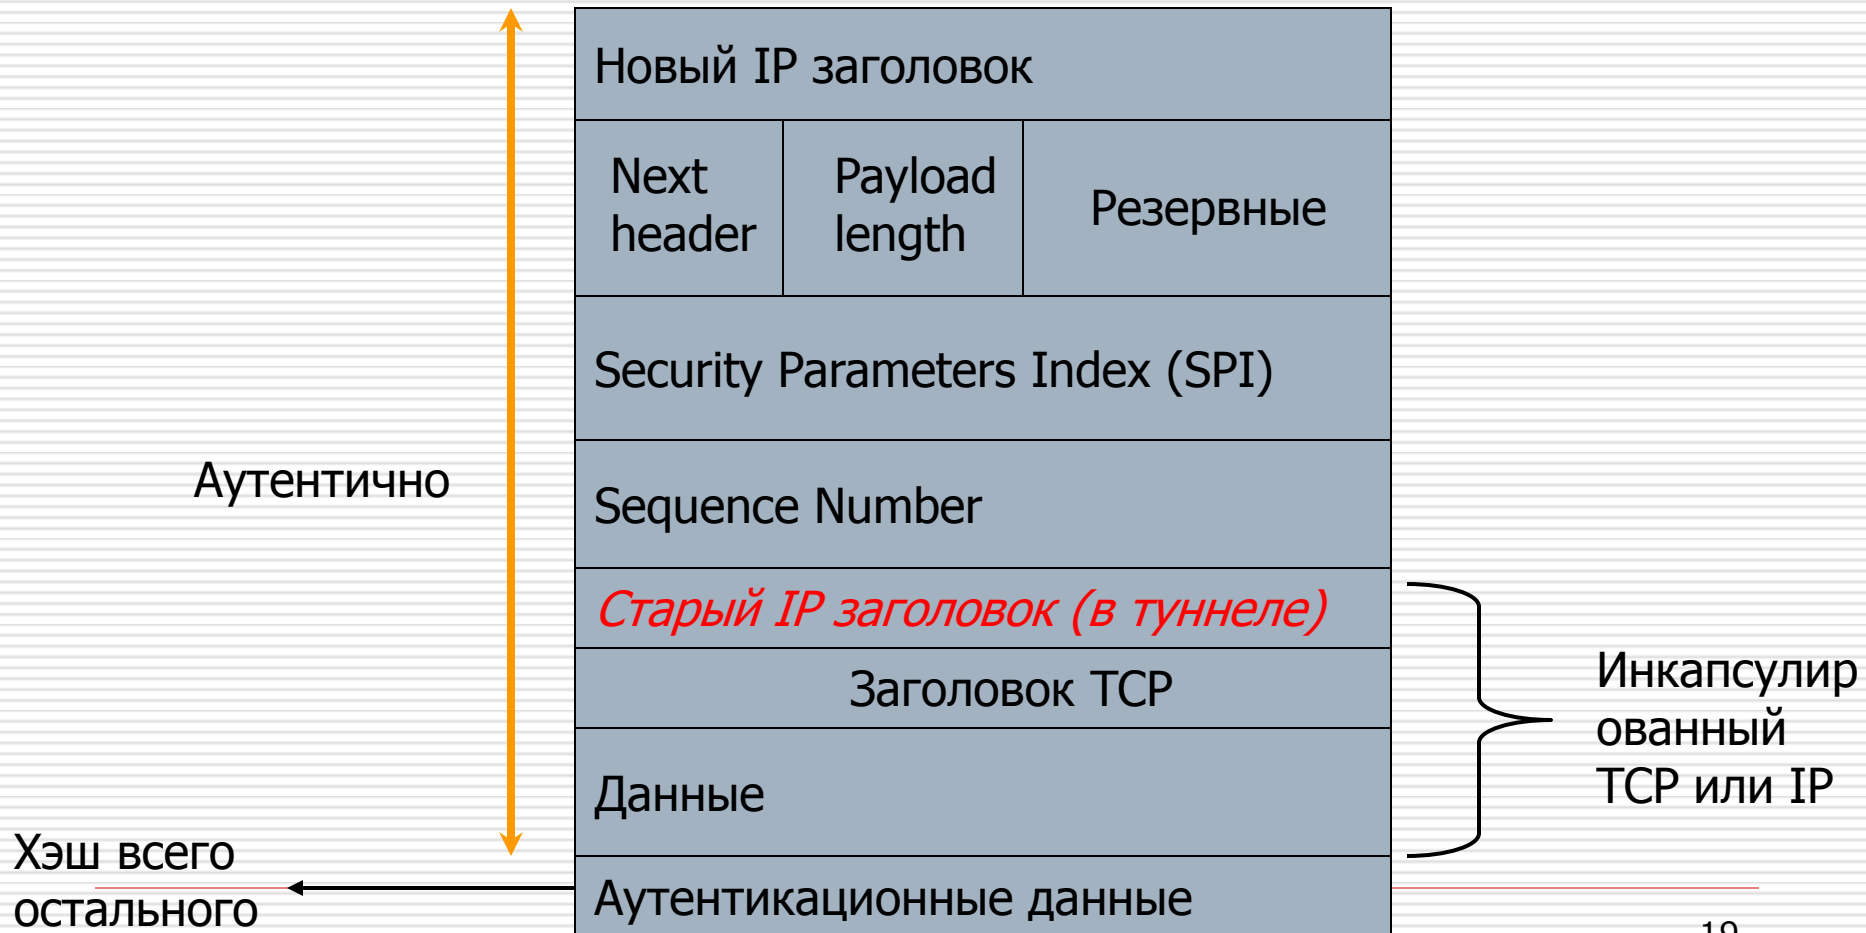 Новый IP заголовок
Next
header
Payload
length
Резервные
Security Parameters Index (SPI)
Аутентично
Sequence Number
Старый IP заголовок (в туннеле)
Заголовок TCP
Инкапсулир
ованный
TCP или IP
Данные
Хэш всего
остального
Аутентикационные данные
19